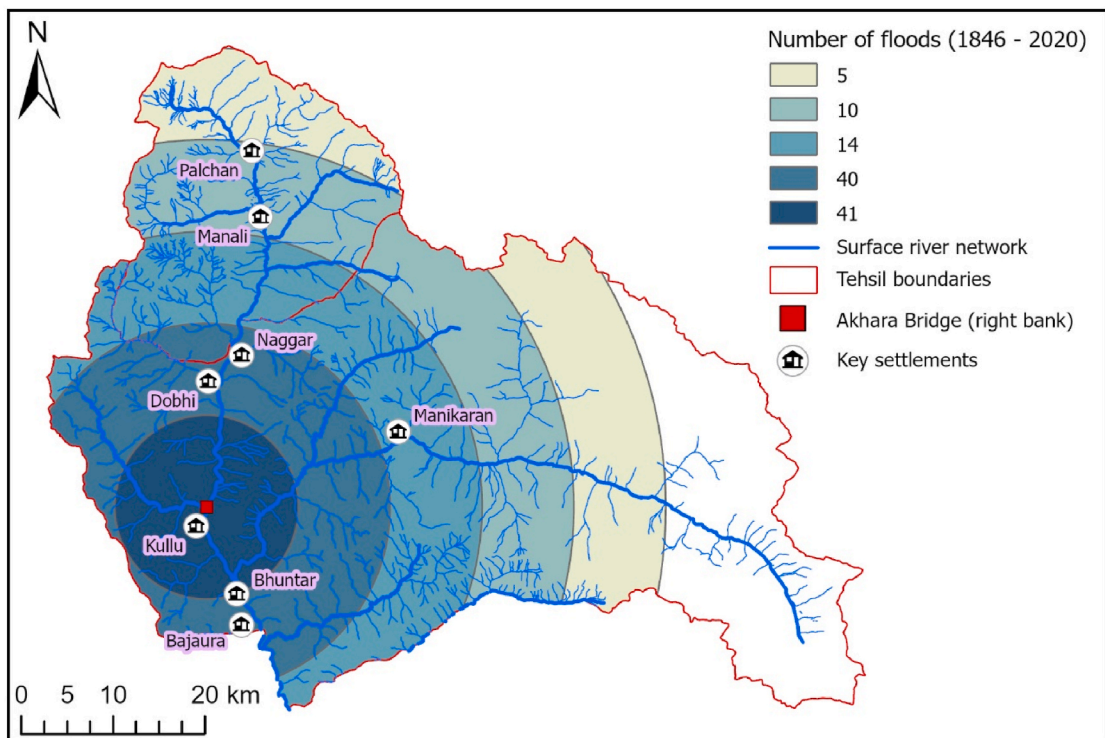 N
Number of floods (1846 - 2020)
5
10
14
40
41
Surface river network
Tehsil boundaries
Akhara Bridge (right bank)
Key settlements
Palchan
Manali
Naggar
Dobhi
Manikaran
Kullu
Bhuntar
Bajaura
0 5 10 20 km